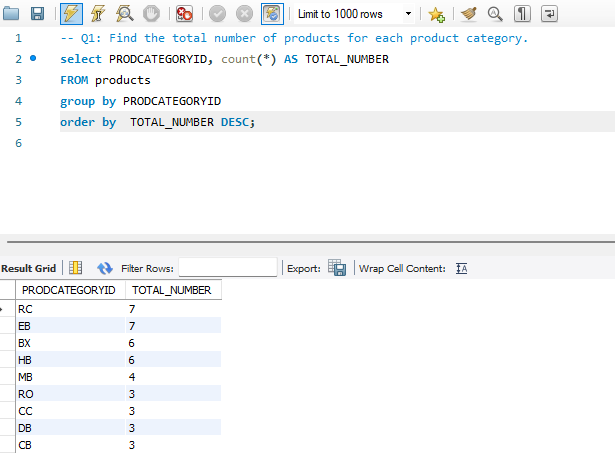 Limit to 1000 rows
1 -- Q1: Find the total number of products for each product category.
2 select PRODCATEGORYID, count(*) AS TOTAL_NUMBER
3 FROM products
4 group by PRODCATEGORYID
5 order by  TOTAL_NUMBER DESC;
6
Result Grid Filter Rows: Export: Wrap Cell Content:
PRODCATEGORYID TOTAL_NUMBER
RC 7
EB 7
BX 6
HB 6
MB 4
RO 3
CC 3
DB 3
CB 3